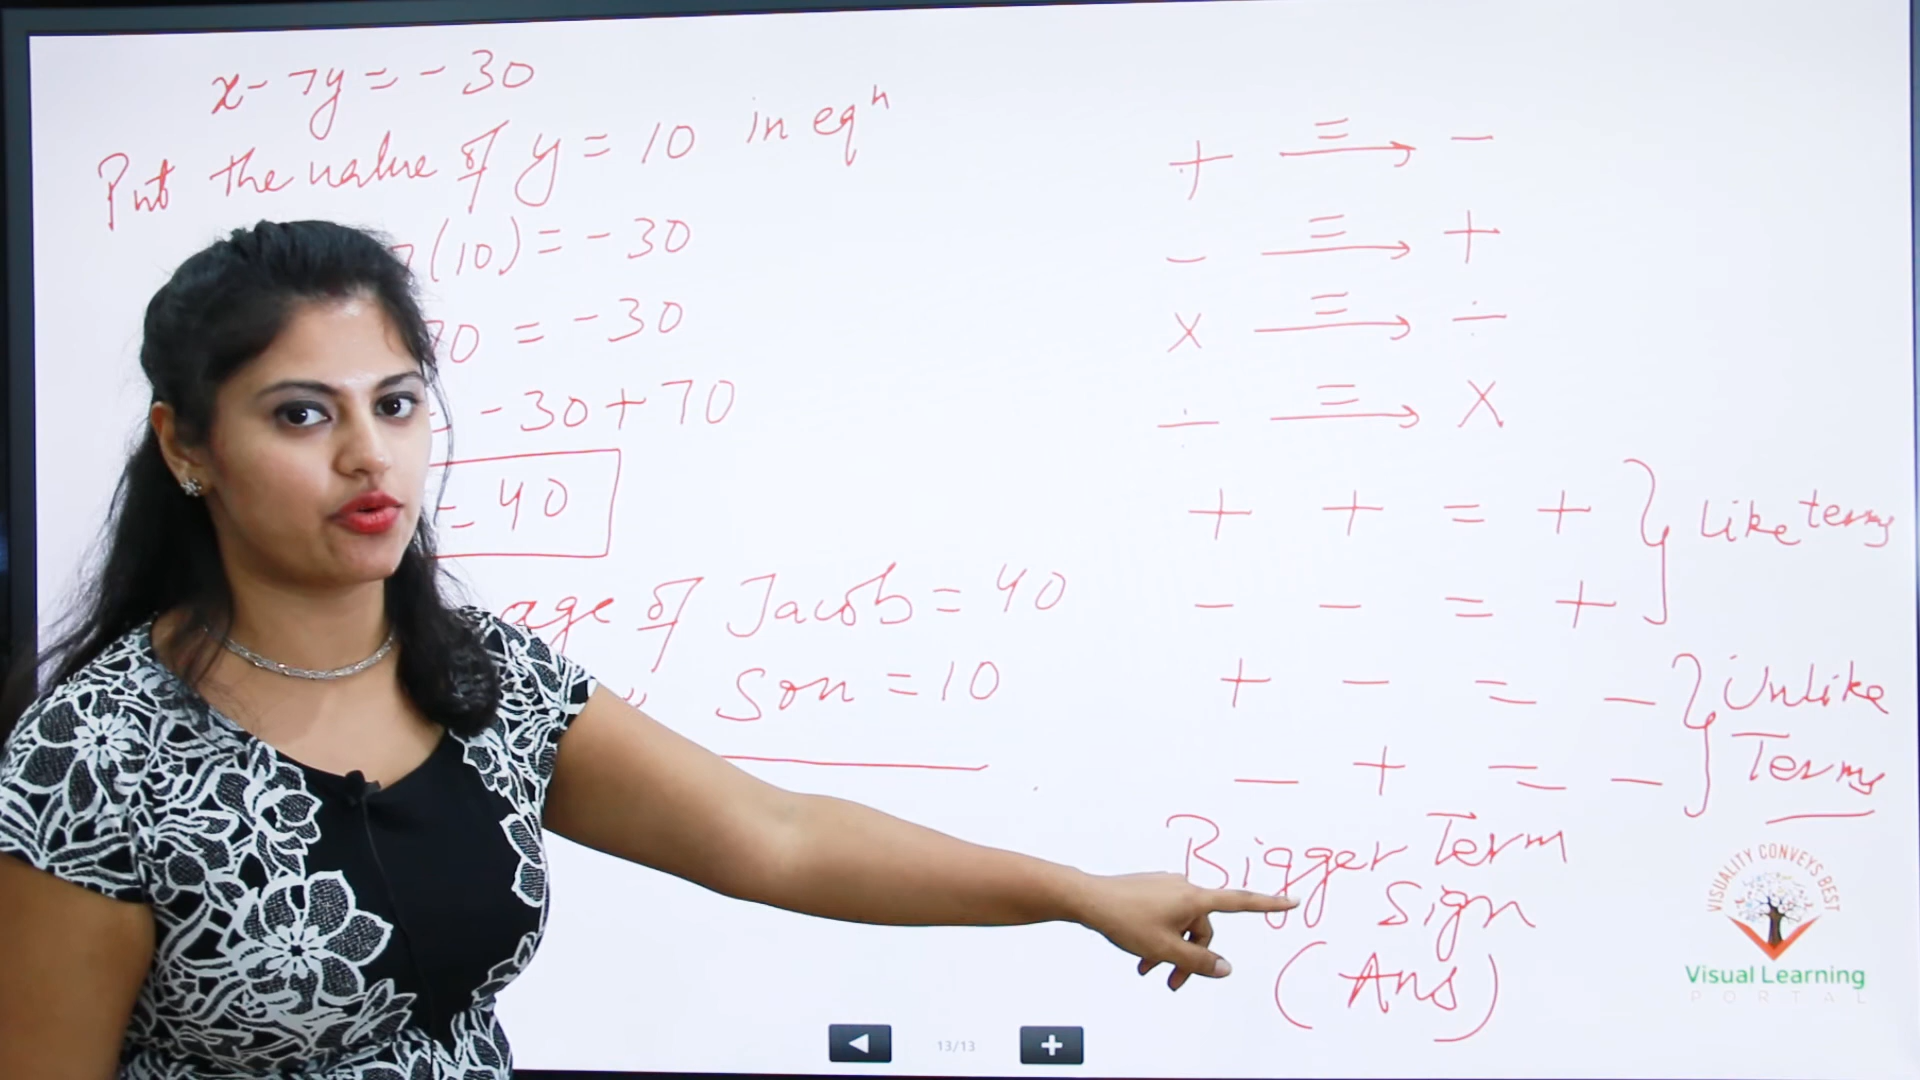 x - 7y = - 30
Put the value of y = 10 in eqⁿ
(10) = - 30
70 = - 30
= - 30 + 70
= 40
age of Jacob = 40
" Son = 10
+ =→ -
- =→ +
× =→ ÷
÷ =→ ×
+ + = + } Like terms
- - = +
+ - = - } Unlike
- + = - Terms
Bigger Term
Sign
(Ans)
VISUALITY CONVEYS BEST
Visual Learning
PORTAL
13/13